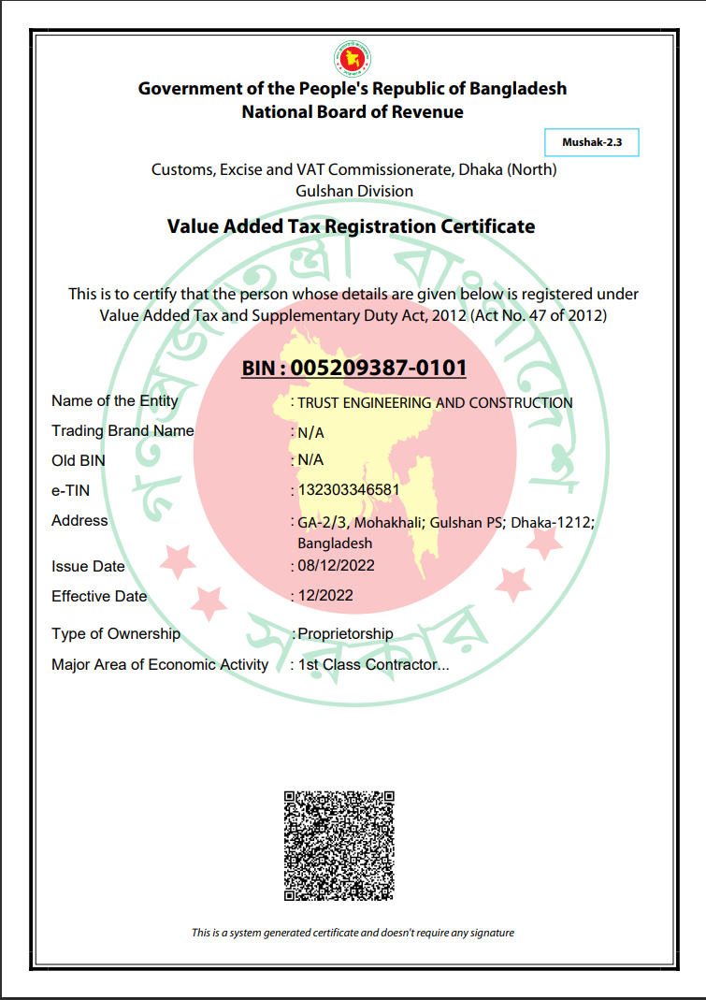 Government of the People's Republic of Bangladesh
National Board of Revenue
Mushak-2.3
Customs, Excise and VAT Commissionerate, Dhaka (North)
Gulshan Division
Value Added Tax Registration Certificate
গণপ্রজাতন্ত্রী বাংলাদেশ
This is to certify that the person whose details are given below is registered under
Value Added Tax and Supplementary Duty Act, 2012 (Act No. 47 of 2012)
BIN : 005209387-0101
Name of the Entity : TRUST ENGINEERING AND CONSTRUCTION
Trading Brand Name : N/A
Old BIN : N/A
e-TIN : 132303346581
Address : GA-2/3, Mohakhali; Gulshan PS; Dhaka-1212;
Bangladesh
Issue Date : 08/12/2022
Effective Date : 12/2022
Type of Ownership : Proprietorship
Major Area of Economic Activity : 1st Class Contractor...
সরকার
This is a system generated certificate and doesn't require any signature